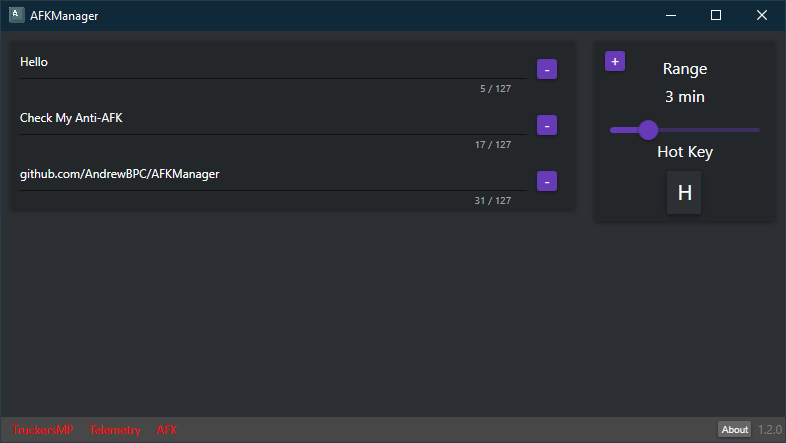 AFKManager
Hello
-
5 / 127
Check My Anti-AFK
-
17 / 127
github.com/AndrewBPC/AFKManager
-
31 / 127
+
Range
3 min
Hot Key
H
TruckersMP Telemetry AFK
About 1.2.0